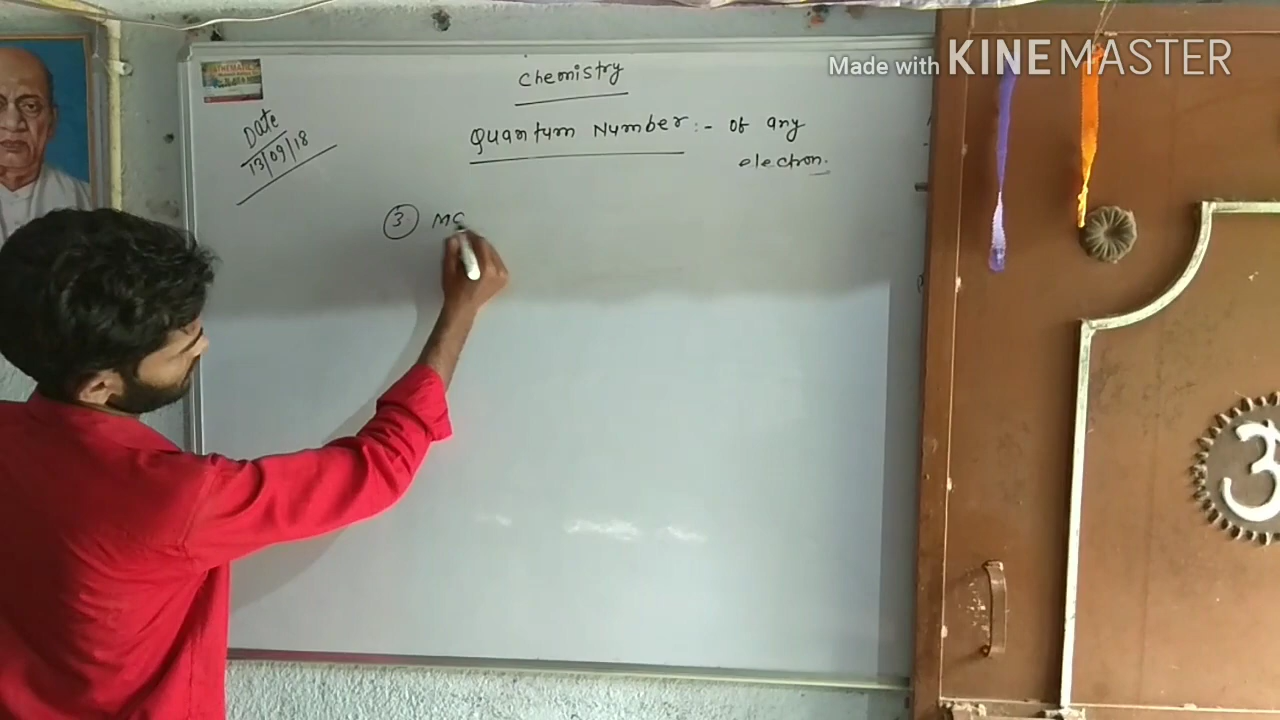 Made with KINEMASTER
Chemistry
Date
13/09/18
Quantum Number :- of any
electron.
③ Ma
ॐ